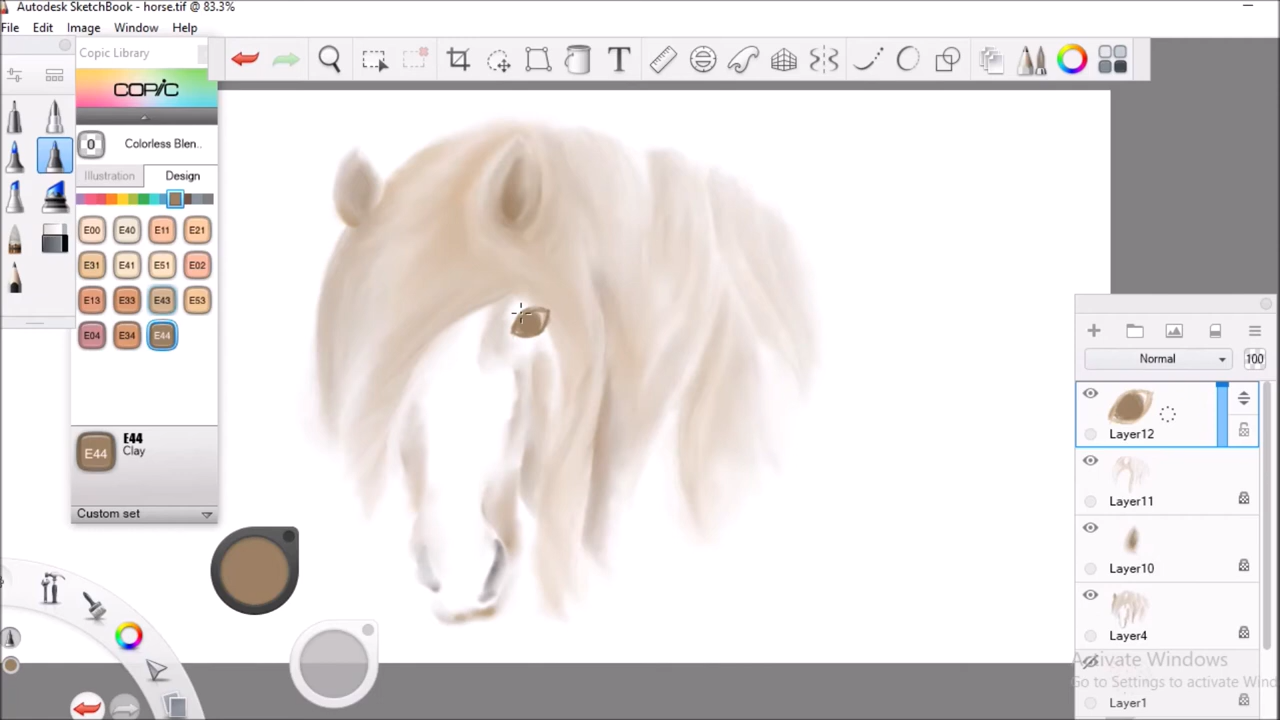 Autodesk SketchBook - horse.tif @ 83.3%
File Edit Image Window Help
Copic Library
COPIC
0 Colorless Blen..
Illustration Design
E00 E40 E11 E21
E31 E41 E51 E02
E13 E33 E43 E53
E04 E34 E44
E44 E44
Clay
Custom set
T
Normal 100
Layer12
Layer11
Layer10
Layer4
Activate Windows
Go to Settings to activate Wind
Layer1